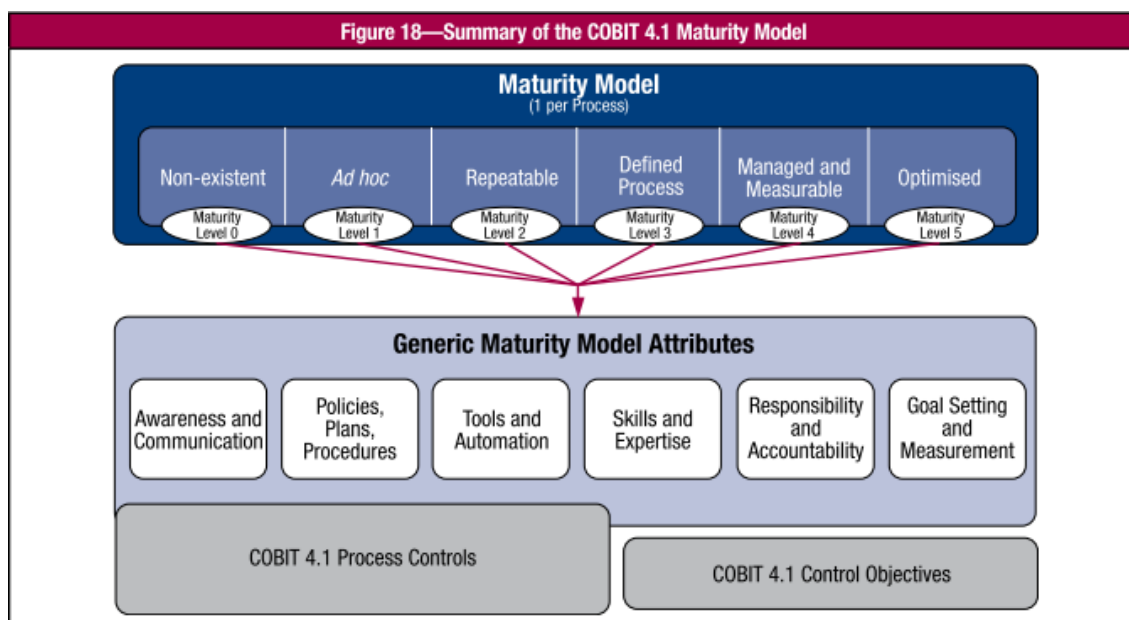 Figure 18—Summary of the COBIT 4.1 Maturity Model
Maturity Model
(1 per Process)
Non-existent
Ad hoc
Repeatable
Defined
Process
Managed and
Measurable
Optimised
Maturity
Level 0
Maturity
Level 1
Maturity
Level 2
Maturity
Level 3
Maturity
Level 4
Maturity
Level 5
Generic Maturity Model Attributes
Awareness and
Communication
Policies,
Plans,
Procedures
Tools and
Automation
Skills and
Expertise
Responsibility
and
Accountability
Goal Setting
and
Measurement
COBIT 4.1 Process Controls
COBIT 4.1 Control Objectives